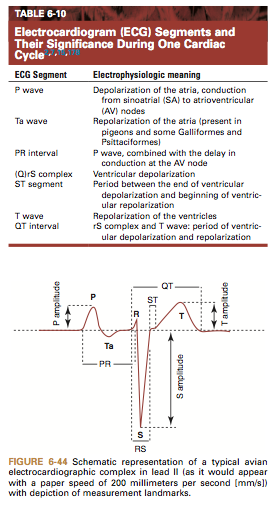 TABLE 6-10
Electrocardiogram (ECG) Segments and
Their Significance During One Cardiac
Cycle
ECG Segment Electrophysiologic meaning
P wave Depolarization of the atria, conduction
from sinoatrial (SA) to atrioventricular
(AV) nodes
Ta wave Repolarization of the atria (present in
pigeons and some Galliformes and
Psittaciformes)
PR interval P wave, combined with the delay in
conduction at the AV node
(Q)rS complex Ventricular depolarization
ST segment Period between the end of ventricular
depolarization and beginning of ventric-
ular repolarization
T wave Repolarization of the ventricles
QT interval rS complex and T wave: period of ventric-
ular depolarization and repolarization
QT
P amplitude
P
R
ST
T
T amplitude
Ta
PR
S amplitude
S
RS
FIGURE 6-44 Schematic representation of a typical avian
electrocardiographic complex in lead II (as it would appear
with a paper speed of 200 millimeters per second [mm/s])
with depiction of measurement landmarks.